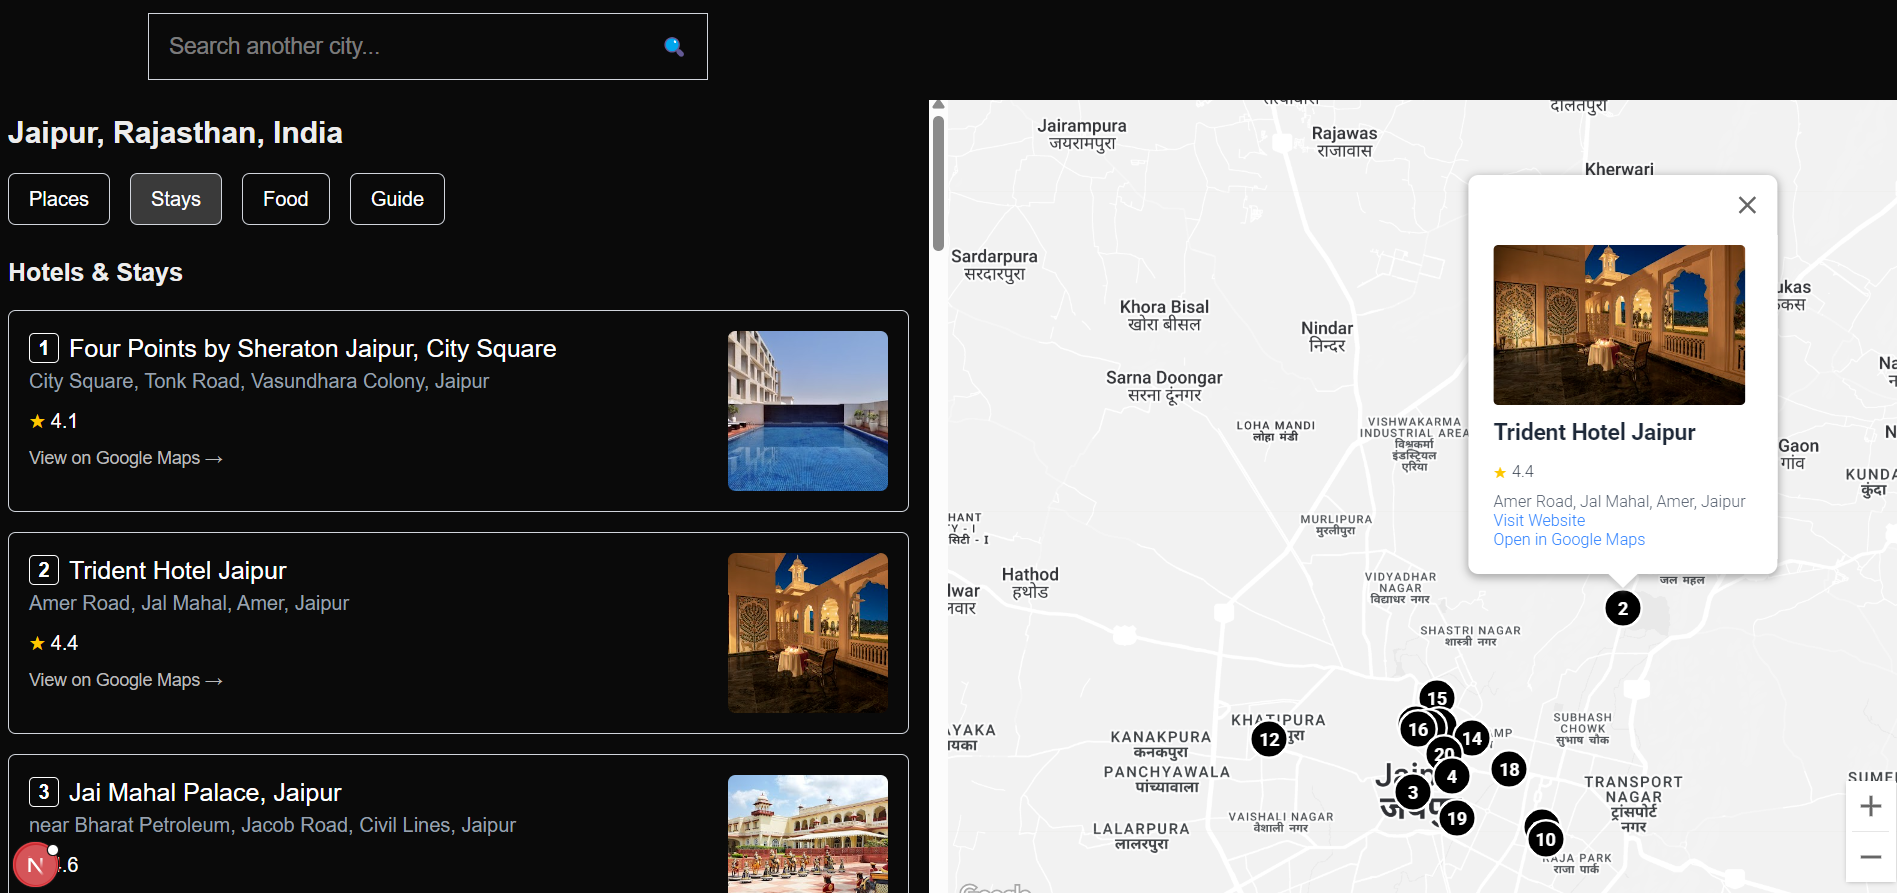 Search another city...
Jaipur, Rajasthan, India
Places
Stays
Food
Guide
Hotels & Stays
1 Four Points by Sheraton Jaipur, City Square
City Square, Tonk Road, Vasundhara Colony, Jaipur
★ 4.1
View on Google Maps →
2 Trident Hotel Jaipur
Amer Road, Jal Mahal, Amer, Jaipur
★ 4.4
View on Google Maps →
3 Jai Mahal Palace, Jaipur
near Bharat Petroleum, Jacob Road, Civil Lines, Jaipur
.6
N
दौलतपुरा
Jairampura
जयरामपुरा
Rajawas
राजावास
Kherwari
Sardarpura
सरदारपुरा
Khora Bisal
खोरा बीसल
Nindar
निन्दर
Sarna Doongar
सरना दूंनगर
LOHA MANDI
लोहा मंडी
VISHWAKARMA
INDUSTRIAL AREA
विश्वकर्मा
इंडस्ट्रियल
एरिया
Trident Hotel Jaipur
★ 4.4
Amer Road, Jal Mahal, Amer, Jaipur
Visit Website
Open in Google Maps
जल महल
ukas
कस
Gaon
गांव
KUNDA
कुंदा
HANT
Y - I
सिटी - I
MURLIPURA
मुरलीपुरा
Hathod
हथोड
lwar
नवार
VIDYADHAR
NAGAR
विद्याधर नगर
SHASTRI NAGAR
शास्त्री नगर
2
15
16
14
20
4
18
3
19
10
12
KHATIPURA
पुरा
AYAKA
ायका
KANAKPURA
कनकपुरा
PANCHYAWALA
पांच्यावाला
SUBHASH
CHOWK
सुभाष चौक
MP
TRANSPORT
NAGAR
ट्रांसपोर्ट
नगर
VAISHALI NAGAR
वैशाली नगर
LALARPURA
लालरपुरा
RAJA PARK
राजा पार्क
SUME
Google